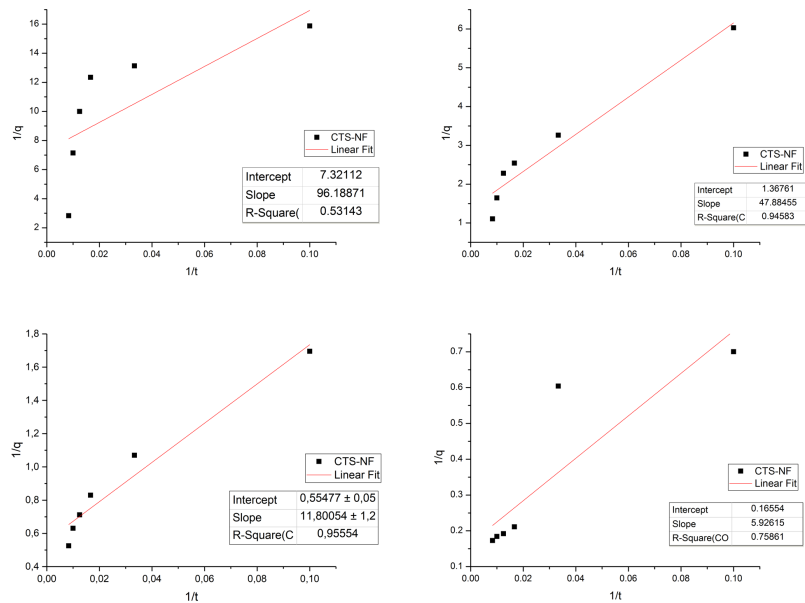 16
14
12
10
8
6
4
2
1/q
CTS-NF
Linear Fit
Intercept 7.32112
Slope 96.18871
R-Square( 0.53143
0.00 0.02 0.04 0.06 0.08 0.10
1/t
6
5
4
3
2
1
1/q
CTS-NF
Linear Fit
Intercept 1.36761
Slope 47.88455
R-Square(C 0.94583
0.00 0.02 0.04 0.06 0.08 0.10
1/t
1,8
1,6
1,4
1,2
1,0
0,8
0,6
0,4
1/q
CTS-NF
Linear Fit
Intercept 0,55477 ± 0,05
Slope 11,80054 ± 1,2
R-Square(C 0,95554
0,00 0,02 0,04 0,06 0,08 0,10
1/t
0.7
0.6
0.5
0.4
0.3
0.2
0.1
1/q
CTS-NF
Linear Fit
Intercept 0.16554
Slope 5.92615
R-Square(CO 0.75861
0.00 0.02 0.04 0.06 0.08 0.10
1/t